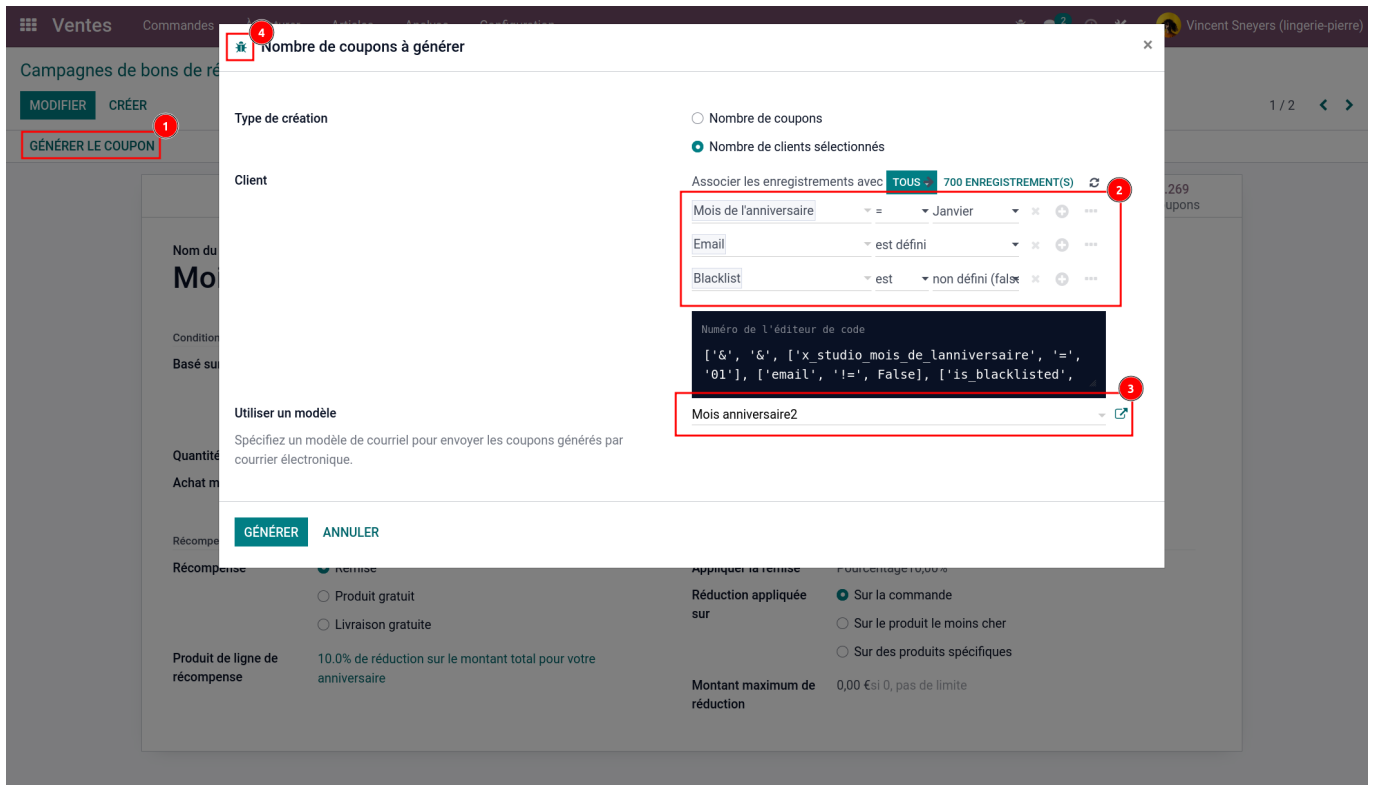 Ventes Commandes Articles Analyse Configuration 2 Vincent Sneyers (lingerie-pierre)
4
Nombre de coupons à générer ×
Campagnes de bons de ré
MODIFIER CRÉER 1 / 2
1
GÉNÉRER LE COUPON
Type de création
Nombre de coupons
Nombre de clients sélectionnés
Client
Associer les enregistrements avec TOUS 700 ENREGISTREMENT(S)
2
.269
upons
Mois de l'anniversaire = Janvier
Email est défini
Blacklist est non défini (false
Nom du
Moi
Numéro de l'éditeur de code
['&', '&', ['x_studio_mois_de_lanniversaire', '=',
'01'], ['email', '!=', False], ['is_blacklisted',
Condition
Basé sur
3
Utiliser un modèle
Mois anniversaire2
Spécifiez un modèle de courriel pour envoyer les coupons générés par
courrier électronique.
Quantité
Achat m
GÉNÉRER ANNULER
Récompe
Récompense Remise
Appliquer la remise Pourcentage10,00%
Produit gratuit
Livraison gratuite
Réduction appliquée
sur
Sur la commande
Sur le produit le moins cher
Sur des produits spécifiques
Produit de ligne de
récompense
10.0% de réduction sur le montant total pour votre
anniversaire
Montant maximum de
réduction
0,00 €si 0, pas de limite